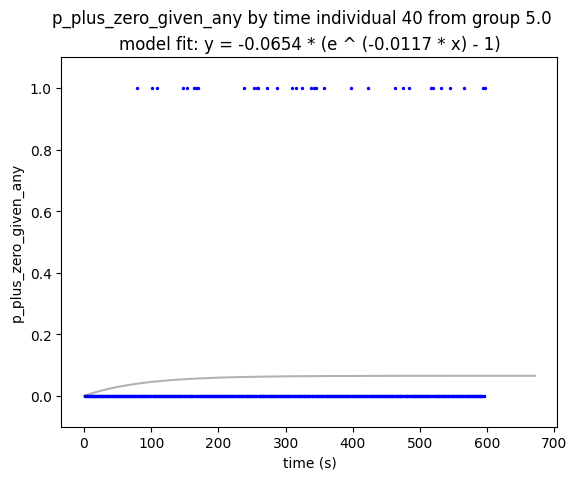 p_plus_zero_given_any by time individual 40 from group 5.0
model fit: y = -0.0654 * (e ^ (-0.0117 * x) - 1)
p_plus_zero_given_any
1.0
0.8
0.6
0.4
0.2
0.0
0 100 200 300 400 500 600 700
time (s)